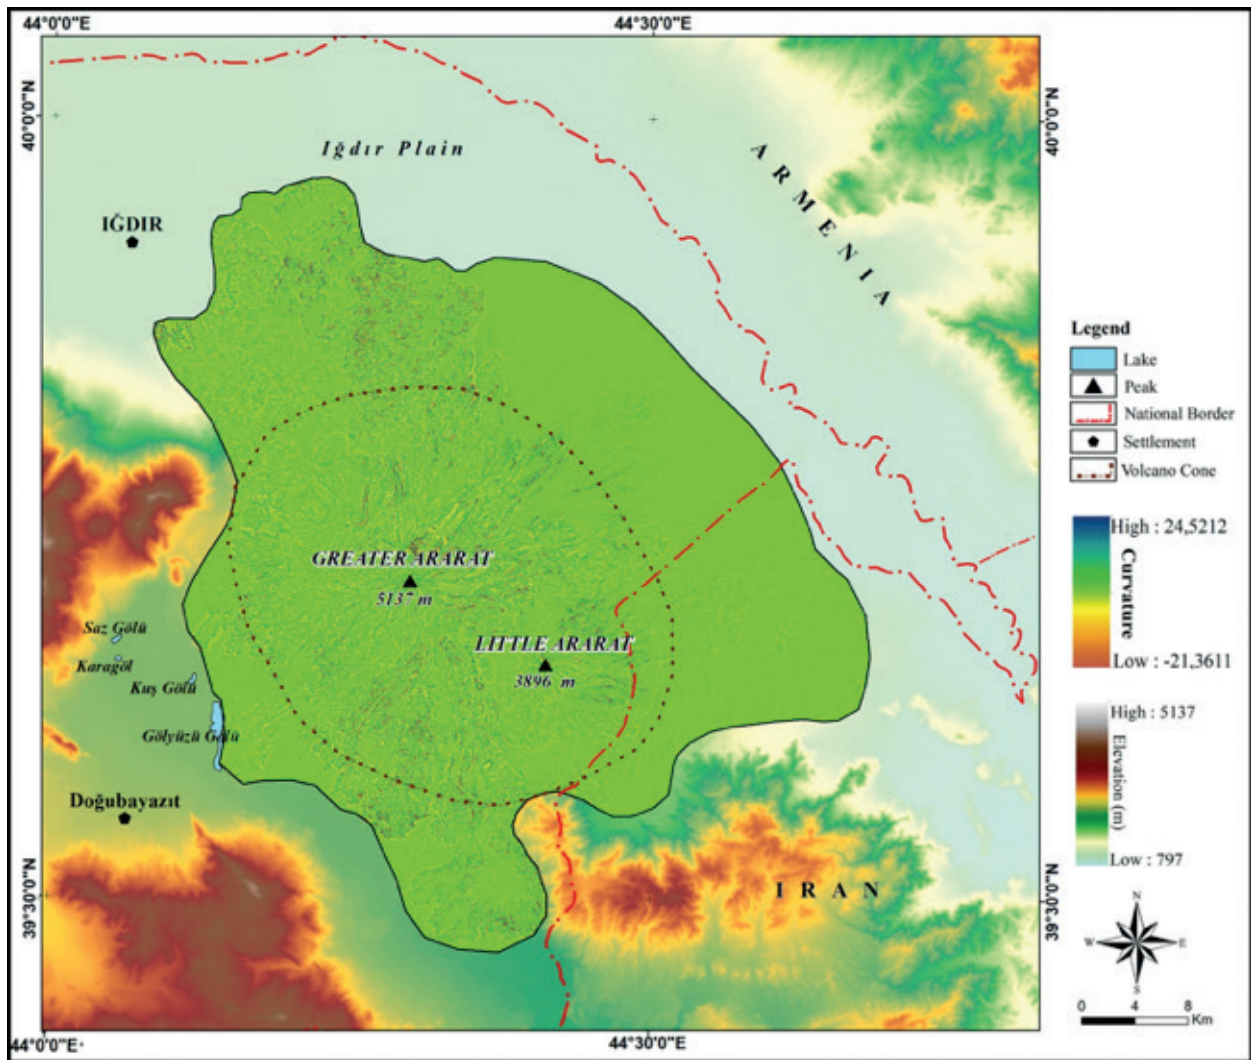 44°0'0"E
44°30'0"E
40°0'0"N
40°0'0"N
Iğdır Plain
ARMENIA
IĞDIR
GREATER ARARAT
5137 m
LITTLE ARARAT
3896 m
Saz Gölü
Karagöl
Kuş Gölü
Gölyüzü Gölü
Doğubayazıt
IRAN
39°30'0"N
39°30'0"N
44°0'0"E
44°30'0"E
Legend
Lake
Peak
National Border
Settlement
Volcano Cone
High : 24,5212
Curvature
Low : -21,3611
High : 5137
Elevation (m)
Low : 797
N
W
E
S
0 4 8
Km